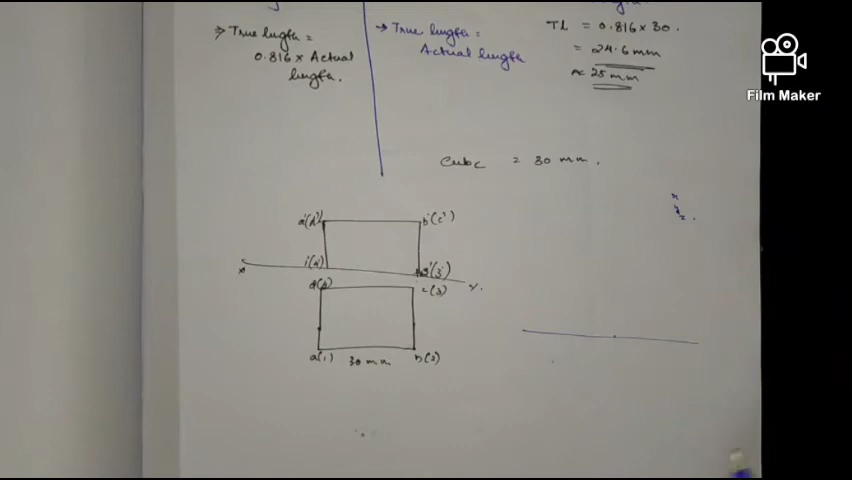 ⇒ True length =
0.816 × Actual
length.
→ True length =
Actual length
TL = 0.816 × 30.
= 24.6 mm
≈ 25 mm
Film Maker
Cube = 30 mm.
x
y
z
a'(d') b'(c')
1'(4') 2'(3')
x y.
d(4) c(3)
a(1) 30 mm b(2)